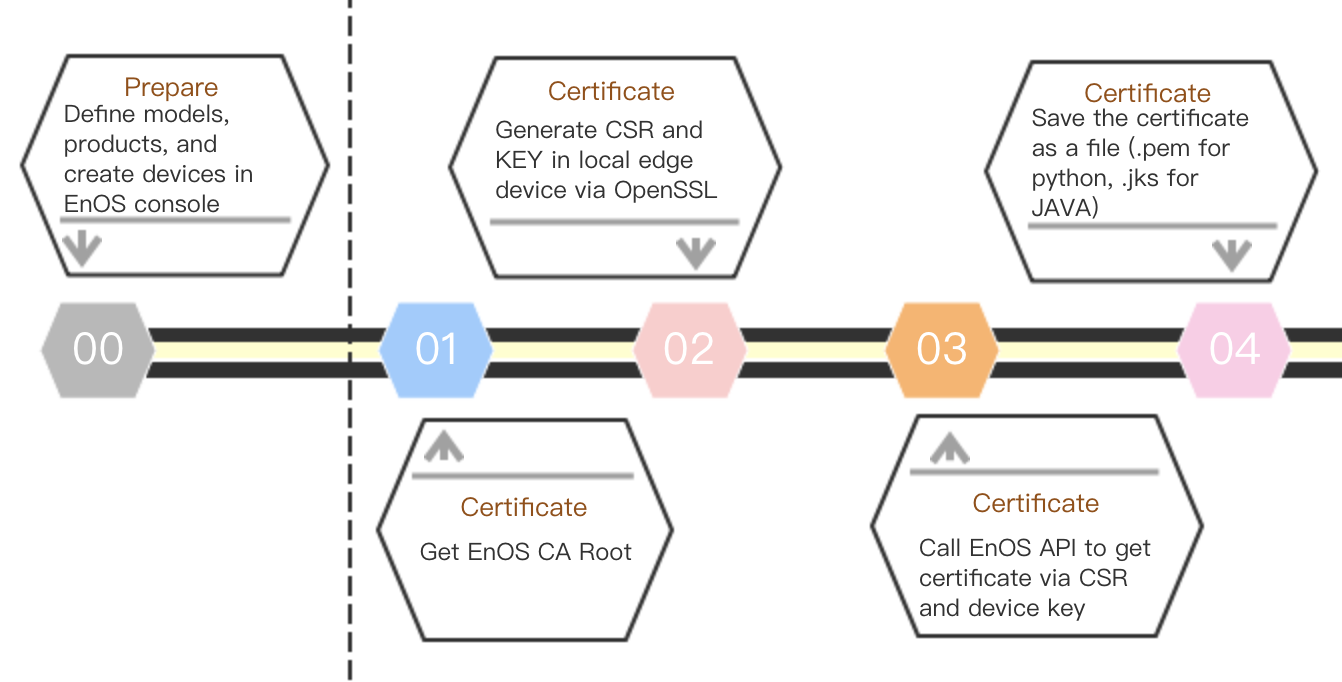 Prepare
Define models,
products, and
create devices in
EnOS console
Certificate
Generate CSR and
KEY in local edge
device via OpenSSL
Certificate
Save the certificate
as a file (.pem for
python, .jks for
JAVA)
00
01
02
03
04
Certificate
Get EnOS CA Root
Certificate
Call EnOS API to get
certificate via CSR
and device key